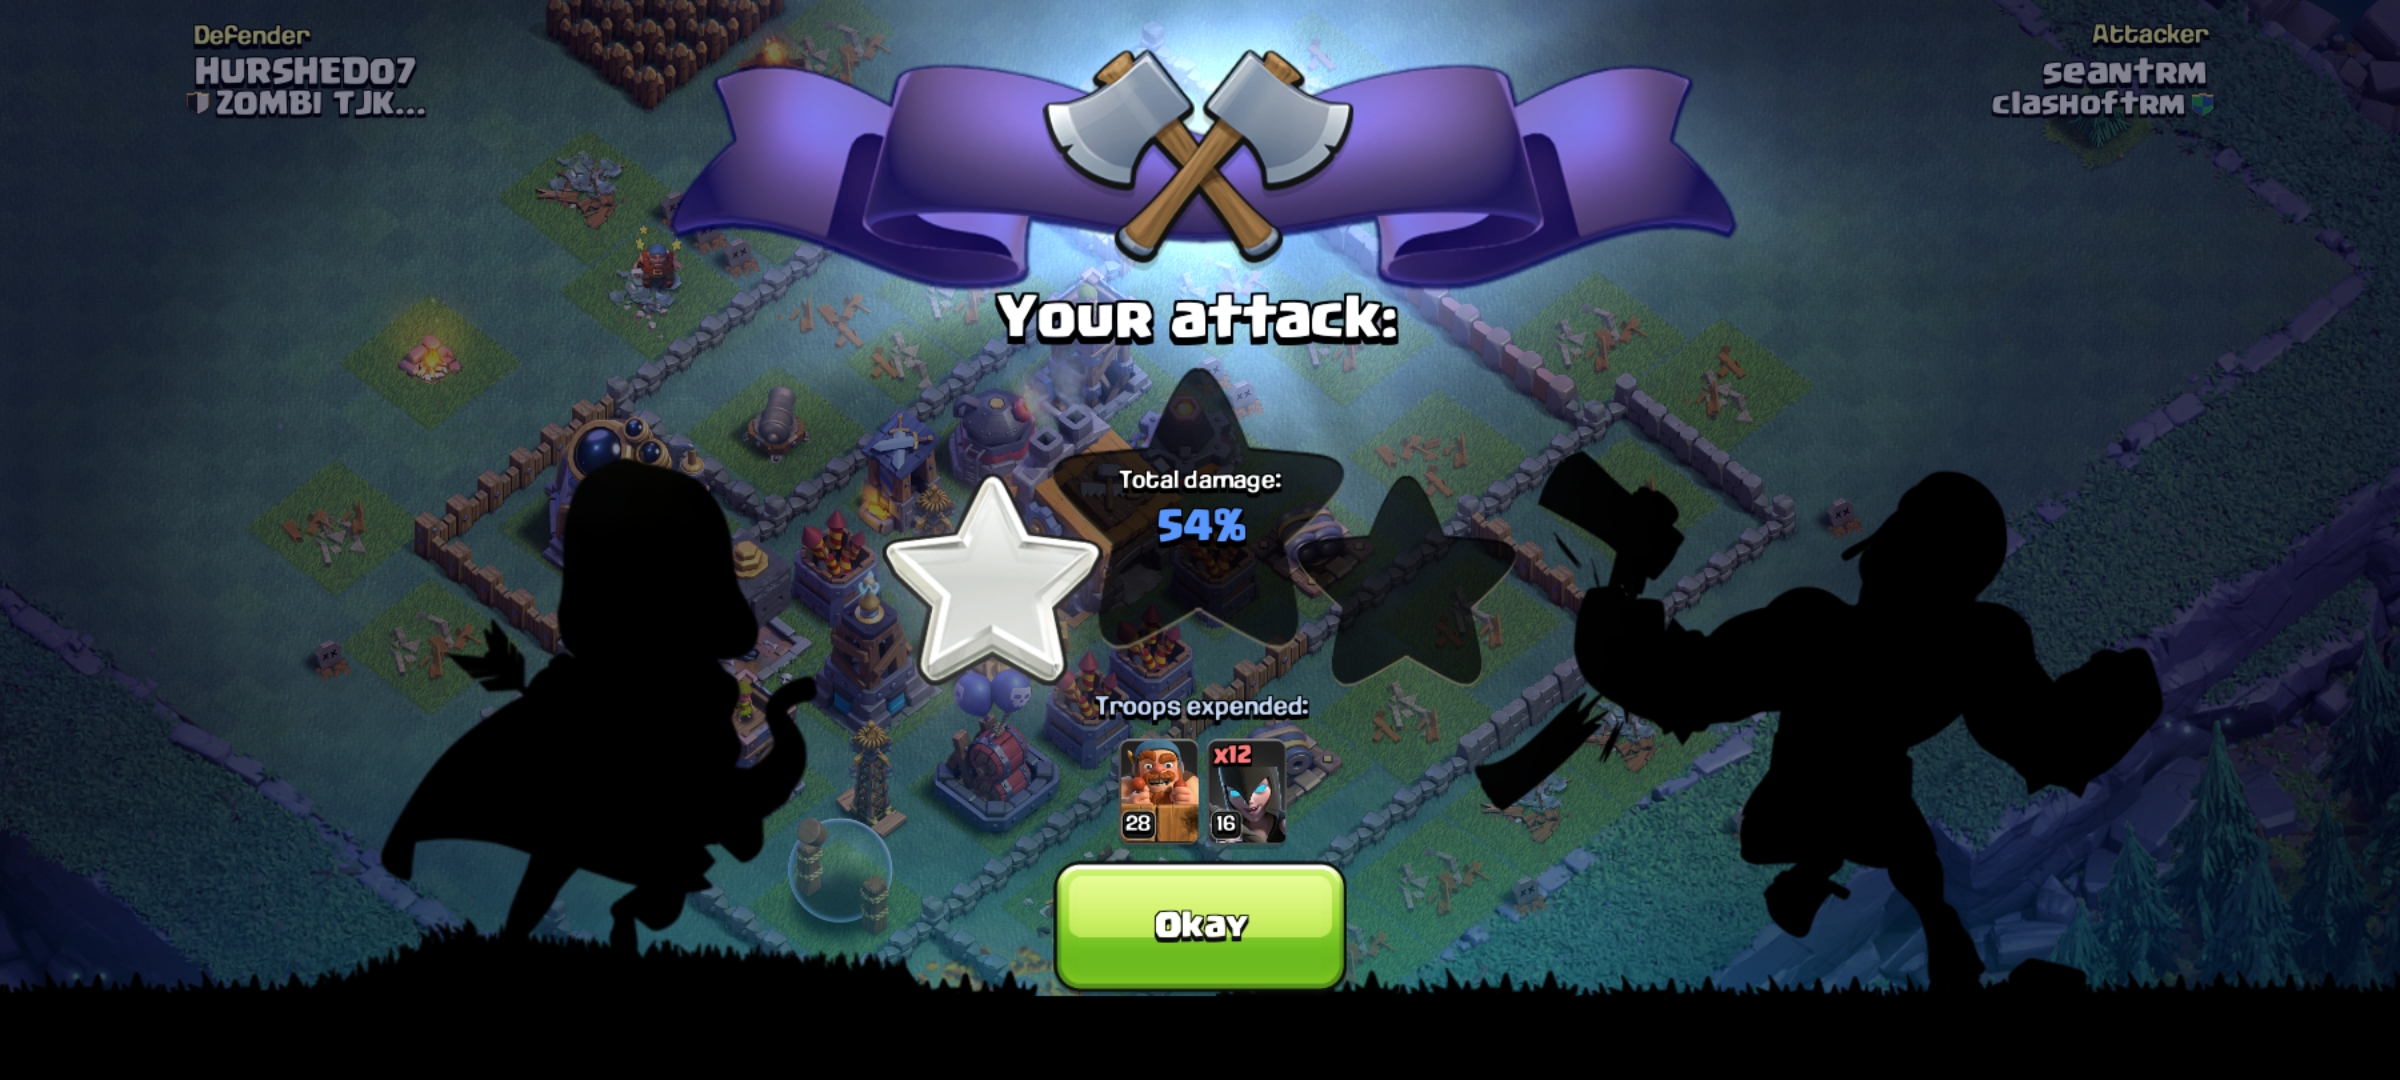 Defender
HURSHED07
ZOMBI TJK...
Attacker
seantRM
clashoftRM
Your attack:
Total damage:
54%
Troops expended:
28
x12
16
Okay